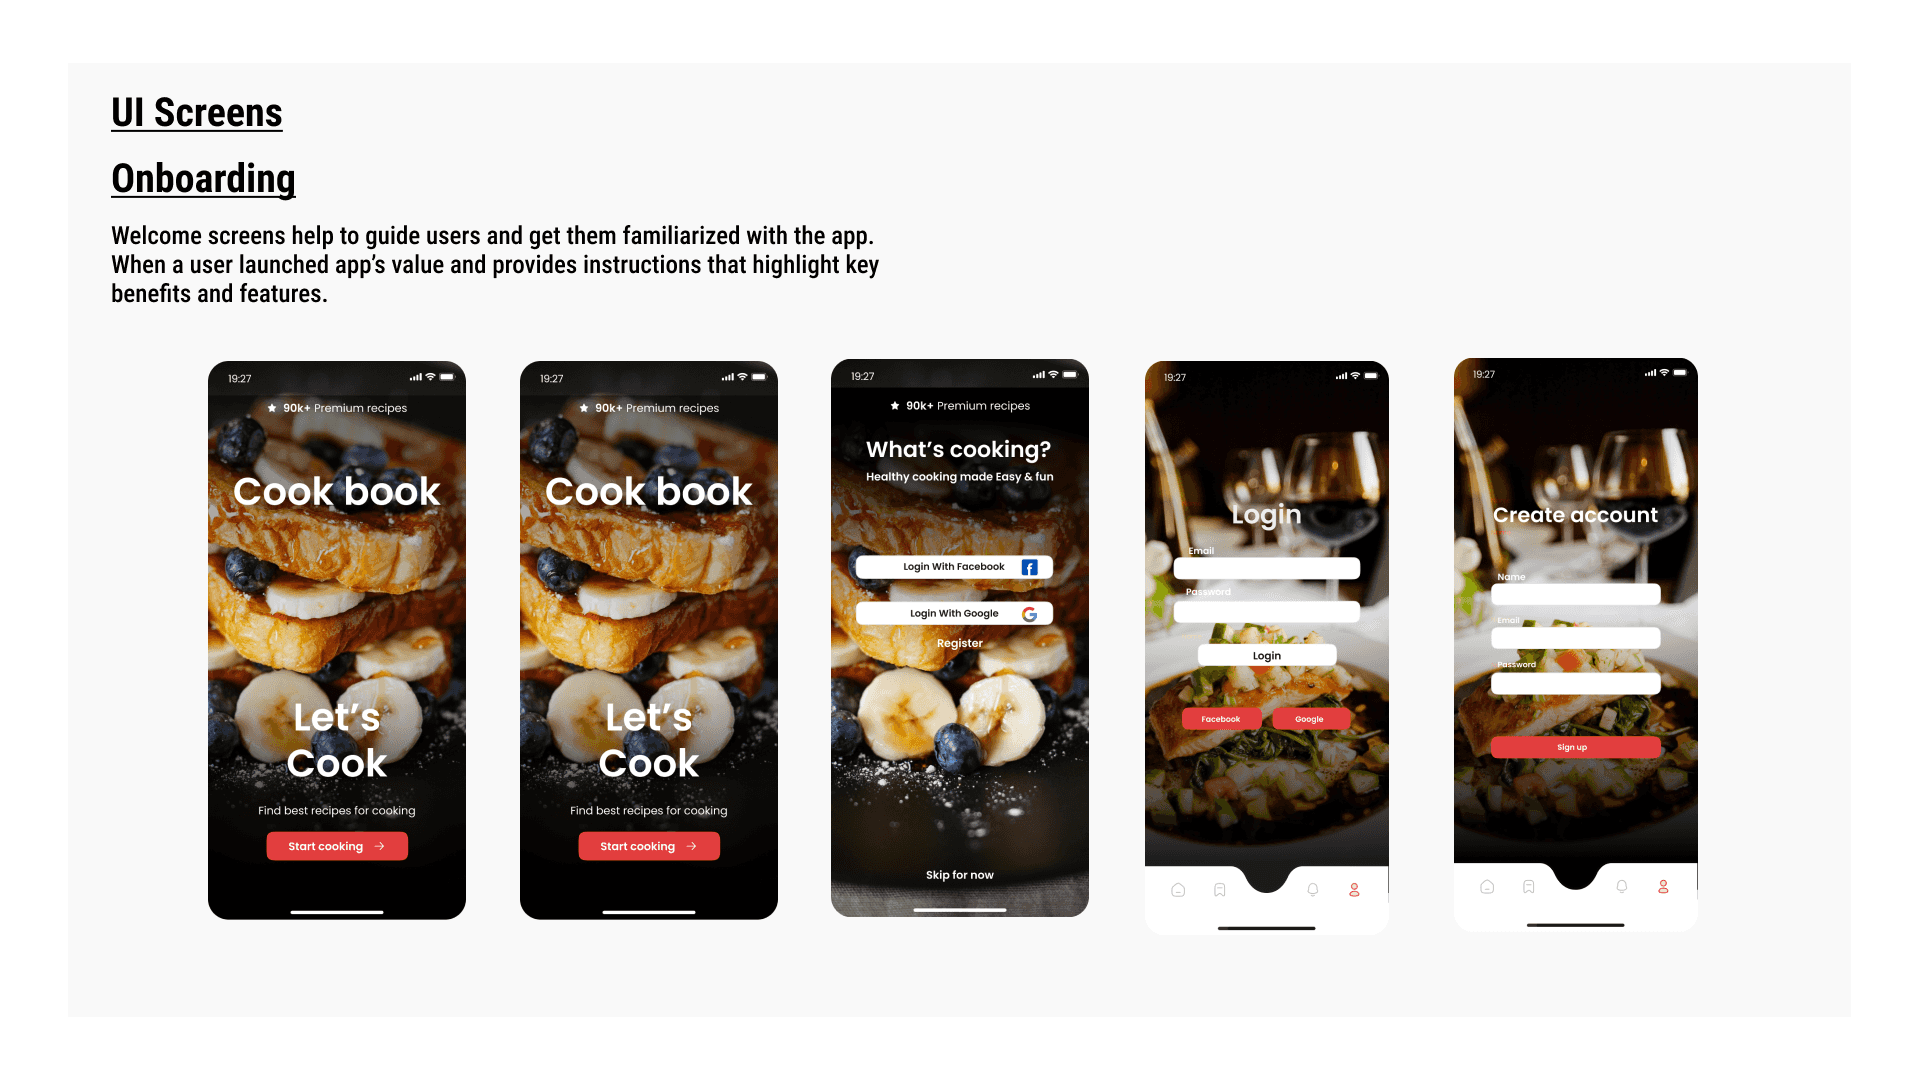 UI Screens
Onboarding
Welcome screens help to guide users and get them familiarized with the app.
When a user launched app's value and provides instructions that highlight key
benefits and features.
19:27
90k+ Premium recipes
Cook book
Let's
Cook
Find best recipes for cooking
Start cooking
19:27
90k+ Premium recipes
Cook book
Let's
Cook
Find best recipes for cooking
Start cooking
19:27
90k+ Premium recipes
What's cooking?
Healthy cooking made Easy & fun
Login With Facebook
Login With Google
Register
Skip for now
19:27
Login
Email
Password
Login
Facebook Google
19:27
Create account
Name
Email
Password
Sign up